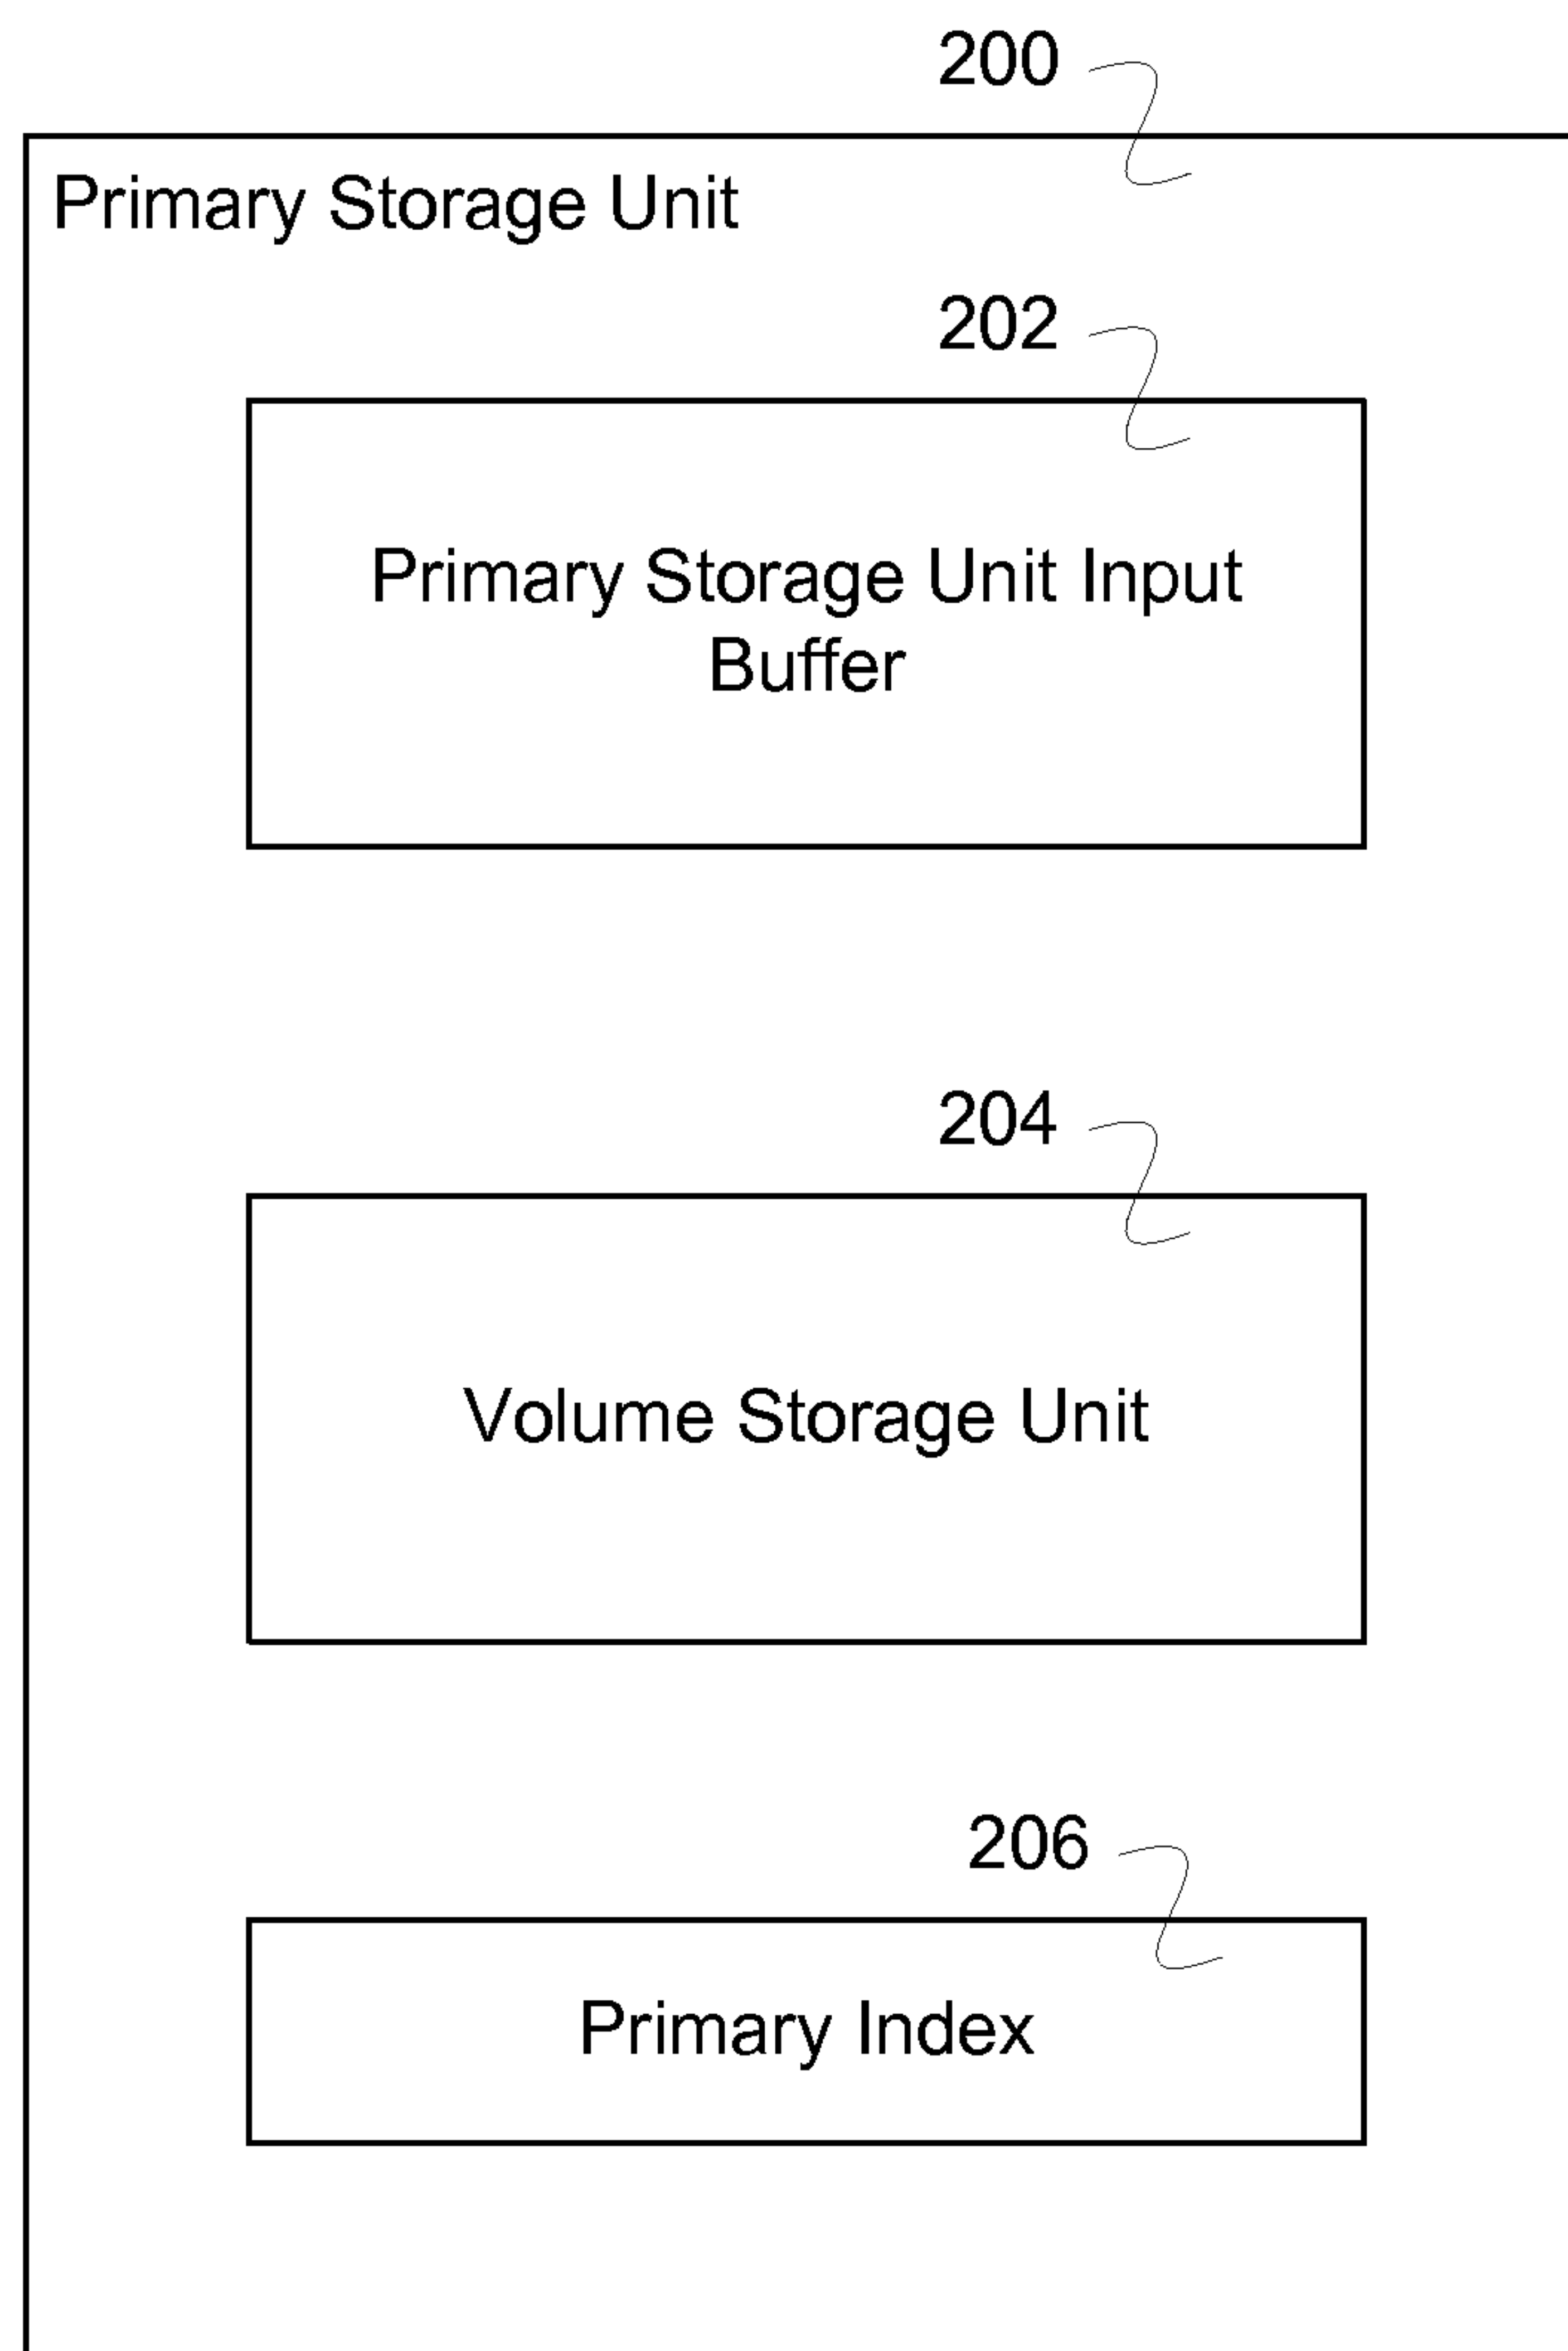 200
Primary Storage Unit
202
Primary Storage Unit Input
Buffer
204
Volume Storage Unit
206
Primary Index